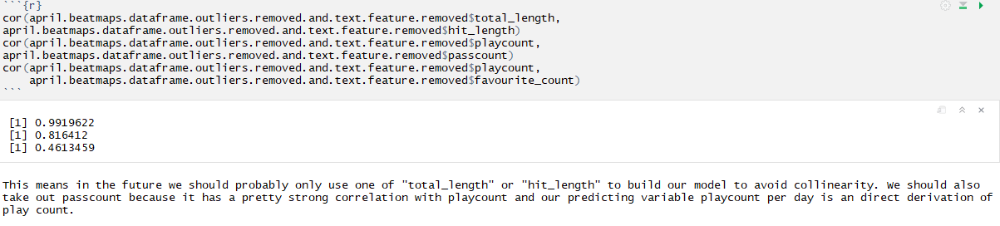 ```{r}
cor(april.beatmaps.dataframe.outliers.removed.and.text.feature.removed$total_length,
april.beatmaps.dataframe.outliers.removed.and.text.feature.removed$hit_length)
cor(april.beatmaps.dataframe.outliers.removed.and.text.feature.removed$playcount,
april.beatmaps.dataframe.outliers.removed.and.text.feature.removed$passcount)
cor(april.beatmaps.dataframe.outliers.removed.and.text.feature.removed$playcount,
    april.beatmaps.dataframe.outliers.removed.and.text.feature.removed$favourite_count)
```
[1] 0.9919622
[1] 0.816412
[1] 0.4613459
This means in the future we should probably only use one of "total_length" or "hit_length" to build our model to avoid collinearity. We should also
take out passcount because it has a pretty strong correlation with playcount and our predicting variable playcount per day is an direct derivation of
play count.